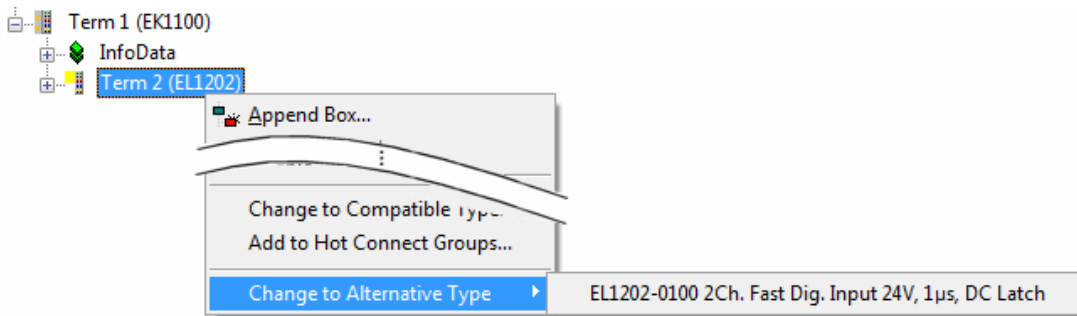 Term 1 (EK1100)
InfoData
Term 2 (EL1202)
Append Box...
Change to Compatible
Add to Hot Connect Groups...
Change to Alternative Type
EL1202-0100 2Ch. Fast Dig. Input 24V, 1µs, DC Latch